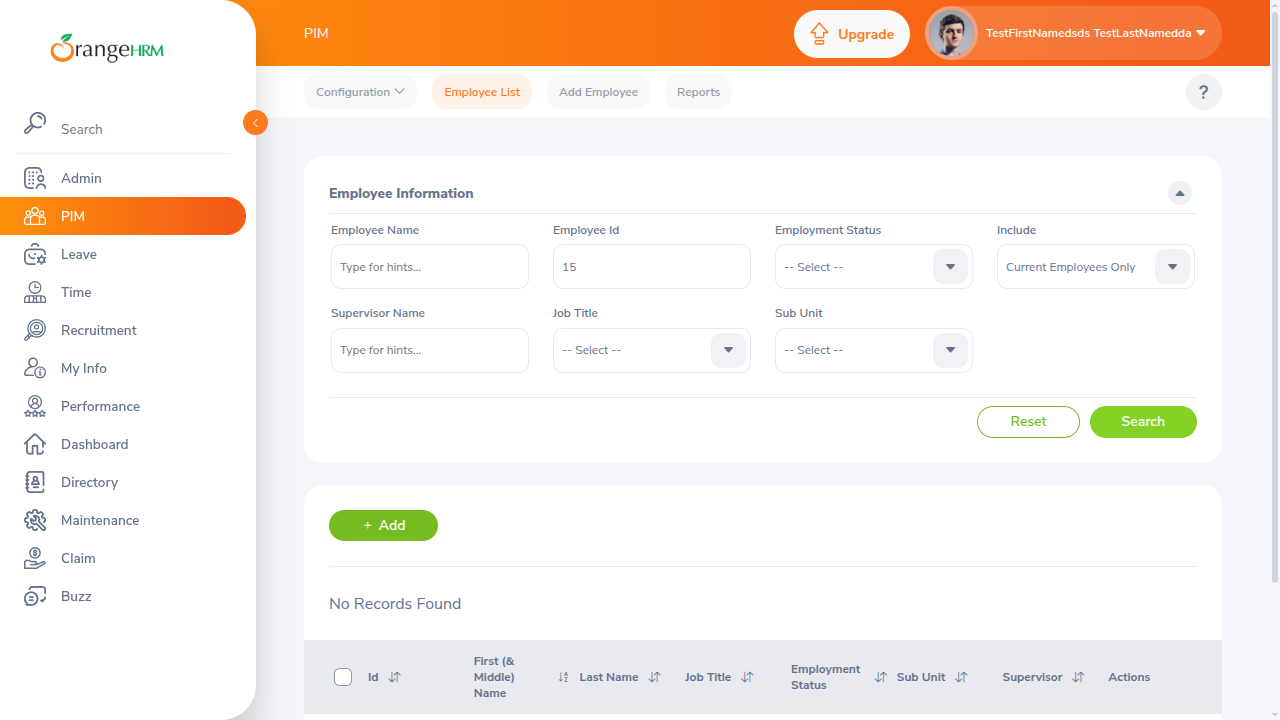 OrangeHRM
Search
Admin
PIM
Leave
Time
Recruitment
My Info
Performance
Dashboard
Directory
Maintenance
Claim
Buzz
PIM
Upgrade
TestFirstNamedsds TestLastNamedda
Configuration
Employee List
Add Employee
Reports
?
Employee Information
Employee Name
Employee Id
Employment Status
Include
Type for hints...
15
-- Select --
-- Select --
Current Employees Only
Supervisor Name
Job Title
Sub Unit
Type for hints...
-- Select --
-- Select --
Reset
Search
+ Add
No Records Found
Id
First (& Middle) Name
Last Name
Job Title
Employment Status
Sub Unit
Supervisor
Actions